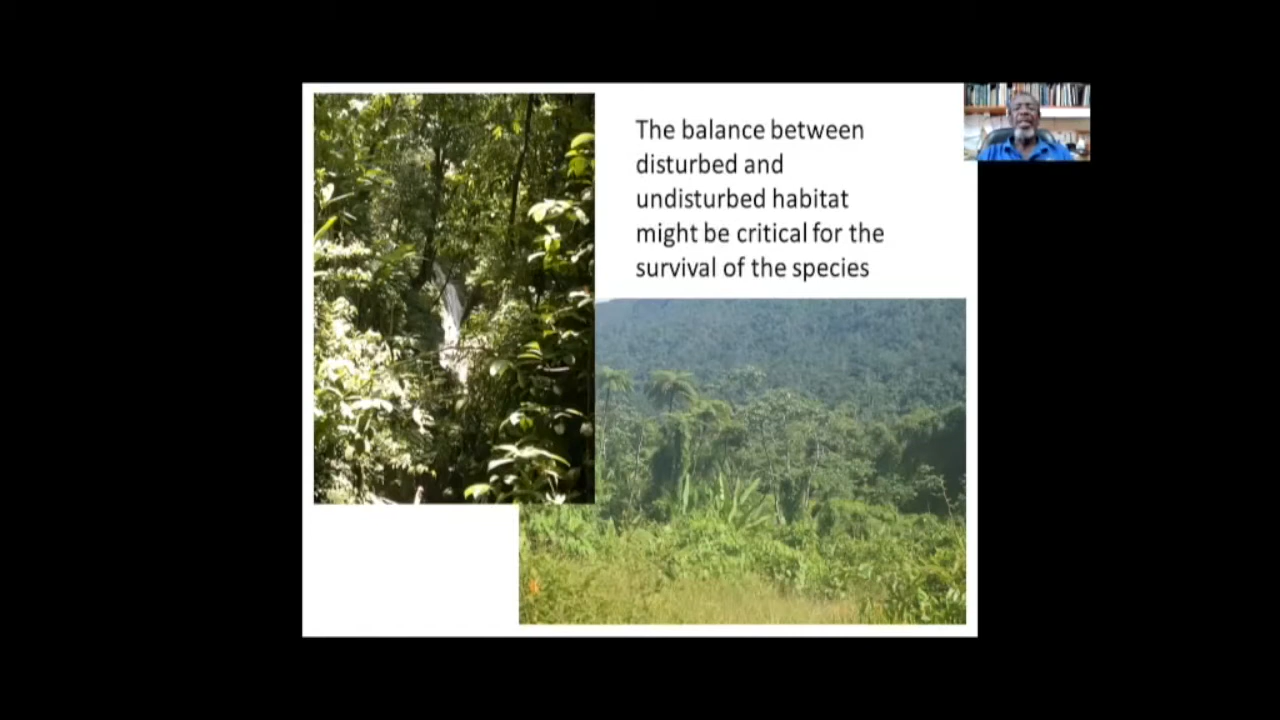 The balance between
disturbed and
undisturbed habitat
might be critical for the
survival of the species